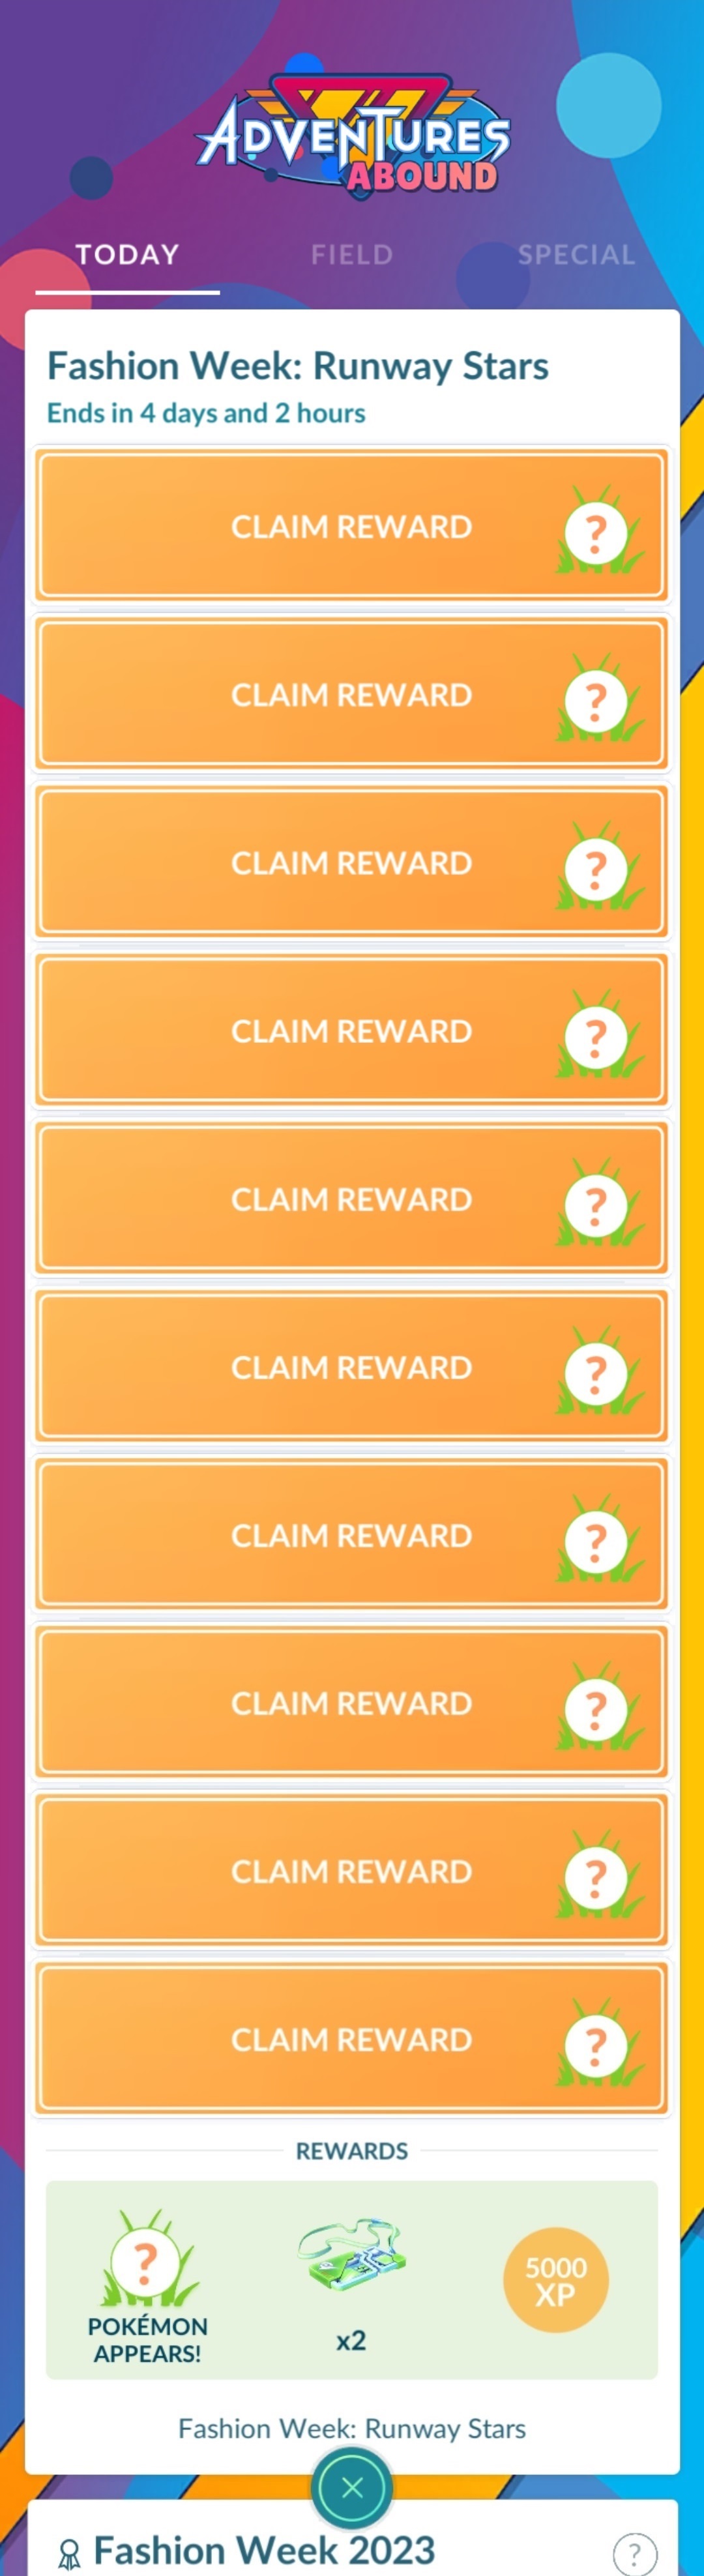 ADVENTURES
ABOUND
TODAY FIELD SPECIAL
Fashion Week: Runway Stars
Ends in 4 days and 2 hours
CLAIM REWARD ?
CLAIM REWARD ?
CLAIM REWARD ?
CLAIM REWARD ?
CLAIM REWARD ?
CLAIM REWARD ?
CLAIM REWARD ?
CLAIM REWARD ?
CLAIM REWARD ?
CLAIM REWARD ?
REWARDS
?
POKÉMON
APPEARS!
x2
5000
XP
Fashion Week: Runway Stars
Fashion Week 2023 ?